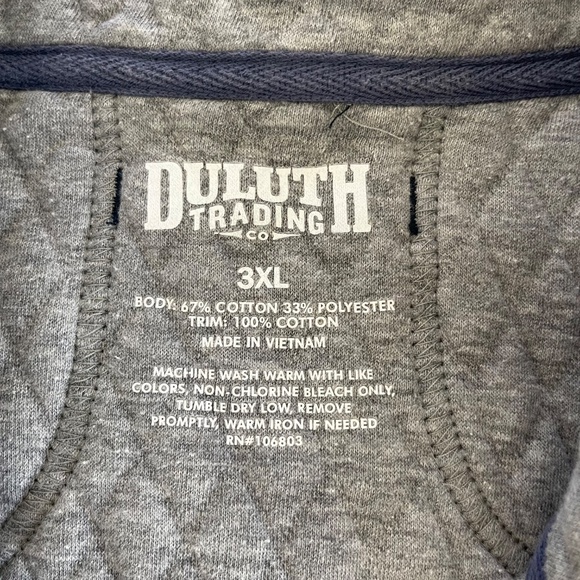 DULUTH
TRADING
CO
3XL
BODY: 67% COTTON 33% POLYESTER
TRIM: 100% COTTON
MADE IN VIETNAM
MACHINE WASH WARM WITH LIKE
COLORS, NON-CHLORINE BLEACH ONLY,
TUMBLE DRY LOW, REMOVE
PROMPTLY, WARM IRON IF NEEDED
RN#106803